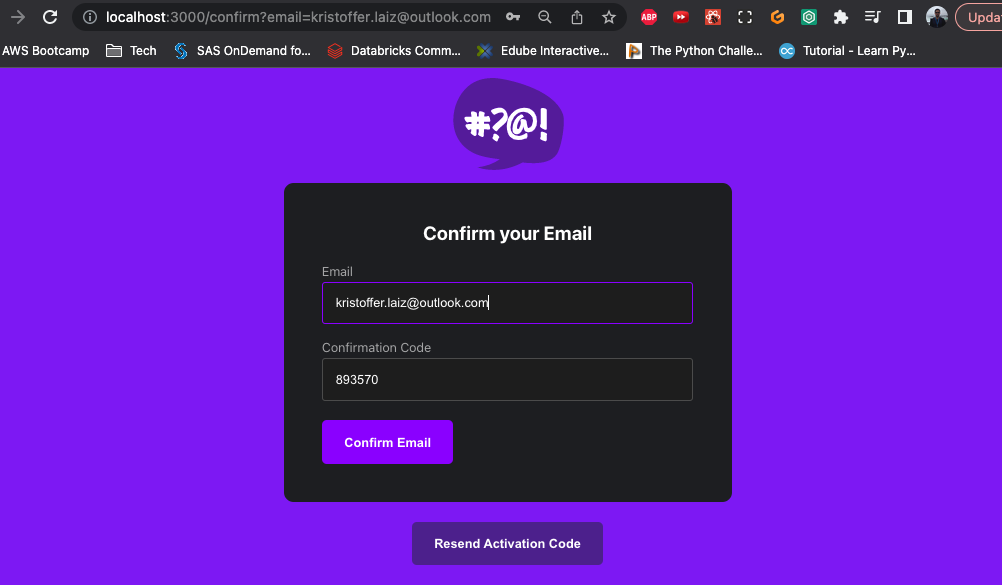 localhost:3000/confirm?email=kristoffer.laiz@outlook.com ABP Upda
AWS Bootcamp Tech SAS OnDemand fo... Databricks Comm... Edube Interactive... The Python Challe... Tutorial - Learn Py...
#?@!
Confirm your Email
Email
kristoffer.laiz@outlook.com
Confirmation Code
893570
Confirm Email
Resend Activation Code